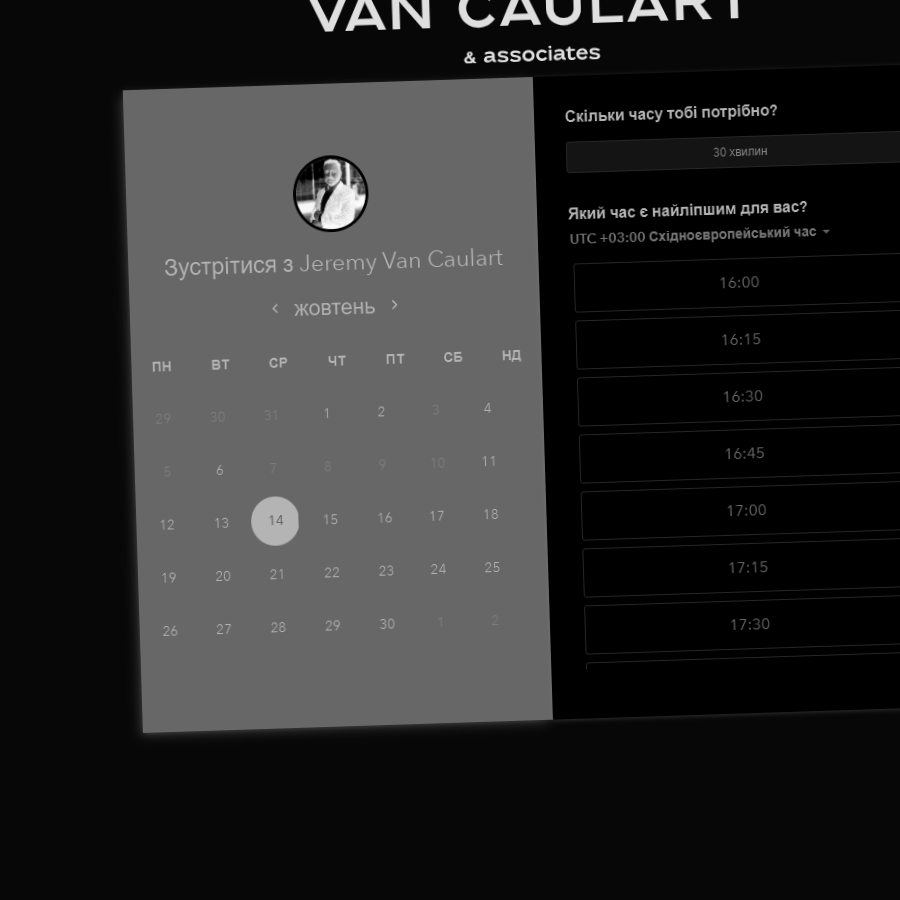 VAN CAULART
& associates
Зустрітися з Jeremy Van Caulart
жовтень
ПН ВТ СР ЧТ ПТ СБ НД
29 30 31 1 2 3 4
5 6 7 8 9 10 11
12 13 14 15 16 17 18
19 20 21 22 23 24 25
26 27 28 29 30 1 2
Скільки часу тобі потрібно?
30 хвилин
Який час є найліпшим для вас?
UTC +03:00 Східноєвропейський час
16:00
16:15
16:30
16:45
17:00
17:15
17:30